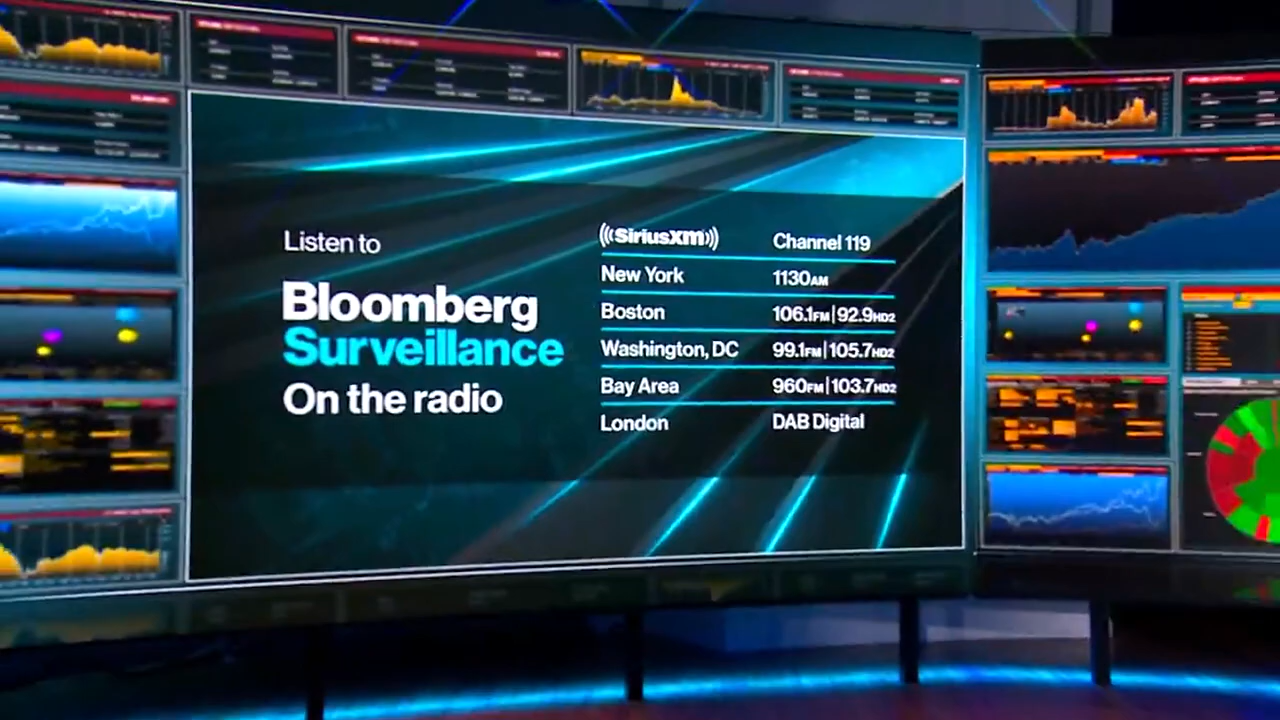 Listen to
Bloomberg
Surveillance
On the radio
SiriusXM Channel 119
New York 1130AM
Boston 106.1FM|92.9HD2
Washington, DC 99.1FM|105.7HD2
Bay Area 960FM|103.7HD2
London DAB Digital